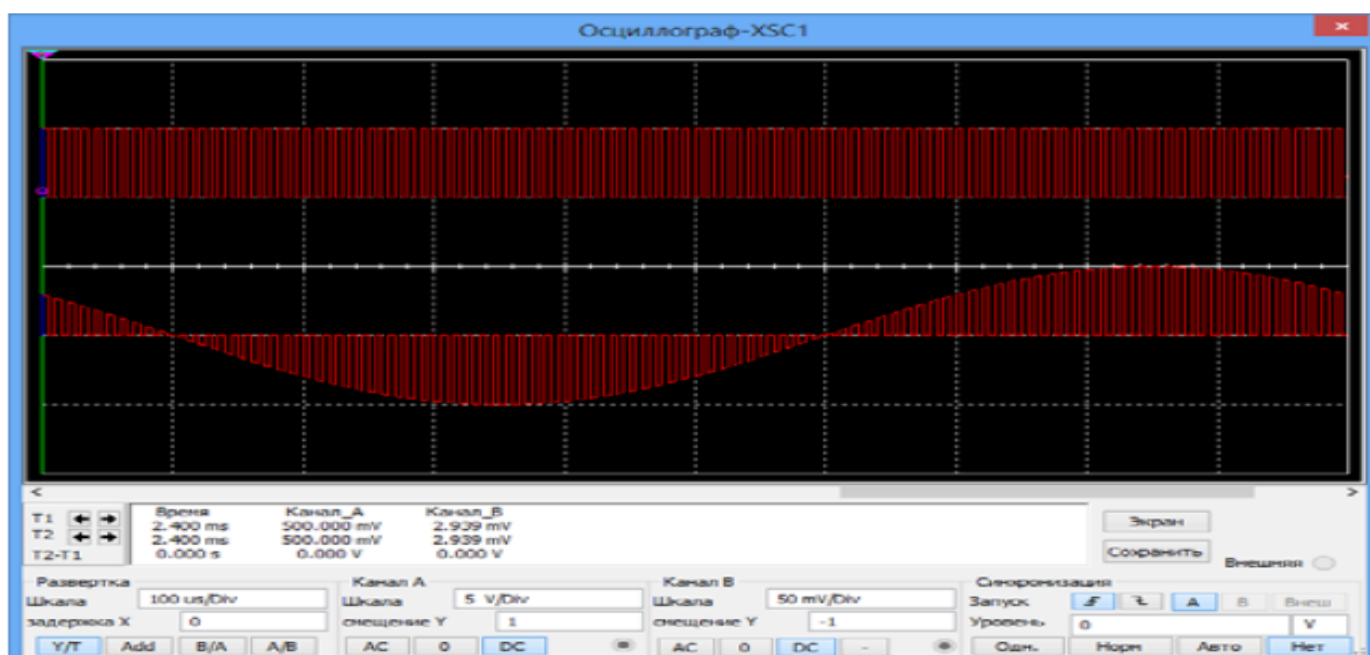 Осциллограф-XSC1
Время Канал_A Канал_B
T1 2.400 ms 500.000 mV 2.939 mV
T2 2.400 ms 500.000 mV 2.939 mV
T2-T1 0.000 s 0.000 V 0.000 V
Экран
Сохранить
Внешняя
Развертка
Шкала 100 us/Div
задержка X 0
Y/T Add B/A A/B
Канал A
Шкала 5 V/Div
смещение Y 1
AC 0 DC
Канал B
Шкала 50 mV/Div
смещение Y -1
AC 0 DC -
Синхронизация
Запуск A B Внеш
Уровень 0 V
Одн. Норм Авто Нет